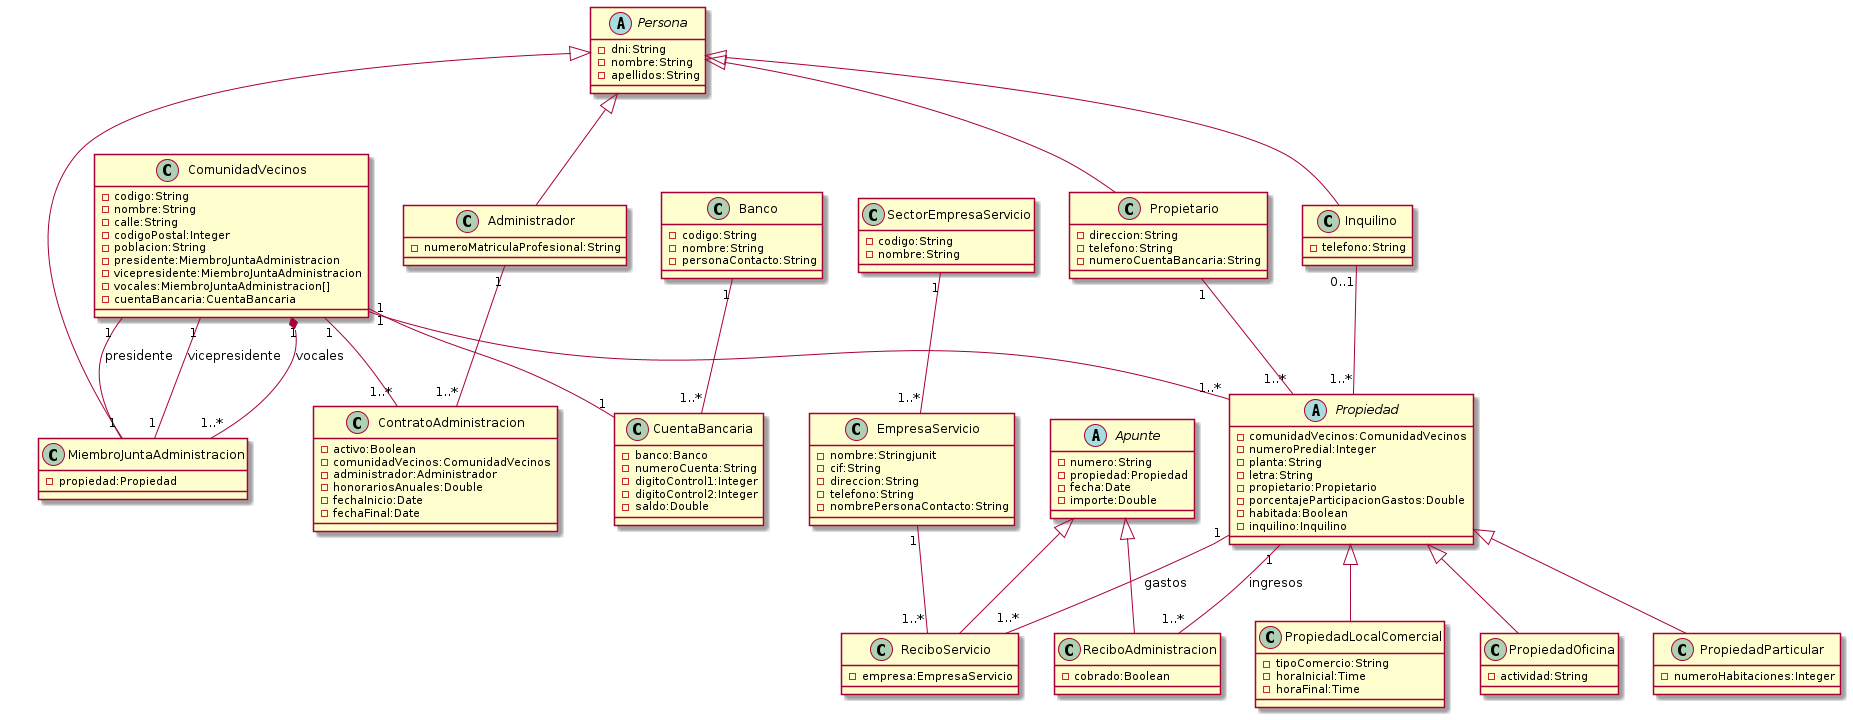 A Persona
dni:String
nombre:String
apellidos:String
C ComunidadVecinos
codigo:String
nombre:String
calle:String
codigoPostal:Integer
poblacion:String
presidente:MiembroJuntaAdministracion
vicepresidente:MiembroJuntaAdministracion
vocales:MiembroJuntaAdministracion[]
cuentaBancaria:CuentaBancaria
C Administrador
numeroMatriculaProfesional:String
C Banco
codigo:String
nombre:String
personaContacto:String
C SectorEmpresaServicio
codigo:String
nombre:String
C Propietario
direccion:String
telefono:String
numeroCuentaBancaria:String
C Inquilino
telefono:String
1
1
1
1
1
1
1
1
1
1
0..1
presidente
vicepresidente
vocales
1
1
1..*
1..*
1..*
1
1..*
1..*
1..*
1..*
1..*
C MiembroJuntaAdministracion
propiedad:Propiedad
C ContratoAdministracion
activo:Boolean
comunidadVecinos:ComunidadVecinos
administrador:Administrador
honorariosAnuales:Double
fechaInicio:Date
fechaFinal:Date
C CuentaBancaria
banco:Banco
numeroCuenta:String
digitoControl1:Integer
digitoControl2:Integer
saldo:Double
C EmpresaServicio
nombre:Stringjunit
cif:String
direccion:String
telefono:String
nombrePersonaContacto:String
A Apunte
numero:String
propiedad:Propiedad
fecha:Date
importe:Double
A Propiedad
comunidadVecinos:ComunidadVecinos
numeroPredial:Integer
planta:String
letra:String
propietario:Propietario
porcentajeParticipacionGastos:Double
habitada:Boolean
inquilino:Inquilino
1
1
1
gastos
ingresos
1..*
1..*
1..*
C ReciboServicio
empresa:EmpresaServicio
C ReciboAdministracion
cobrado:Boolean
C PropiedadLocalComercial
tipoComercio:String
horaInicial:Time
horaFinal:Time
C PropiedadOficina
actividad:String
C PropiedadParticular
numeroHabitaciones:Integer